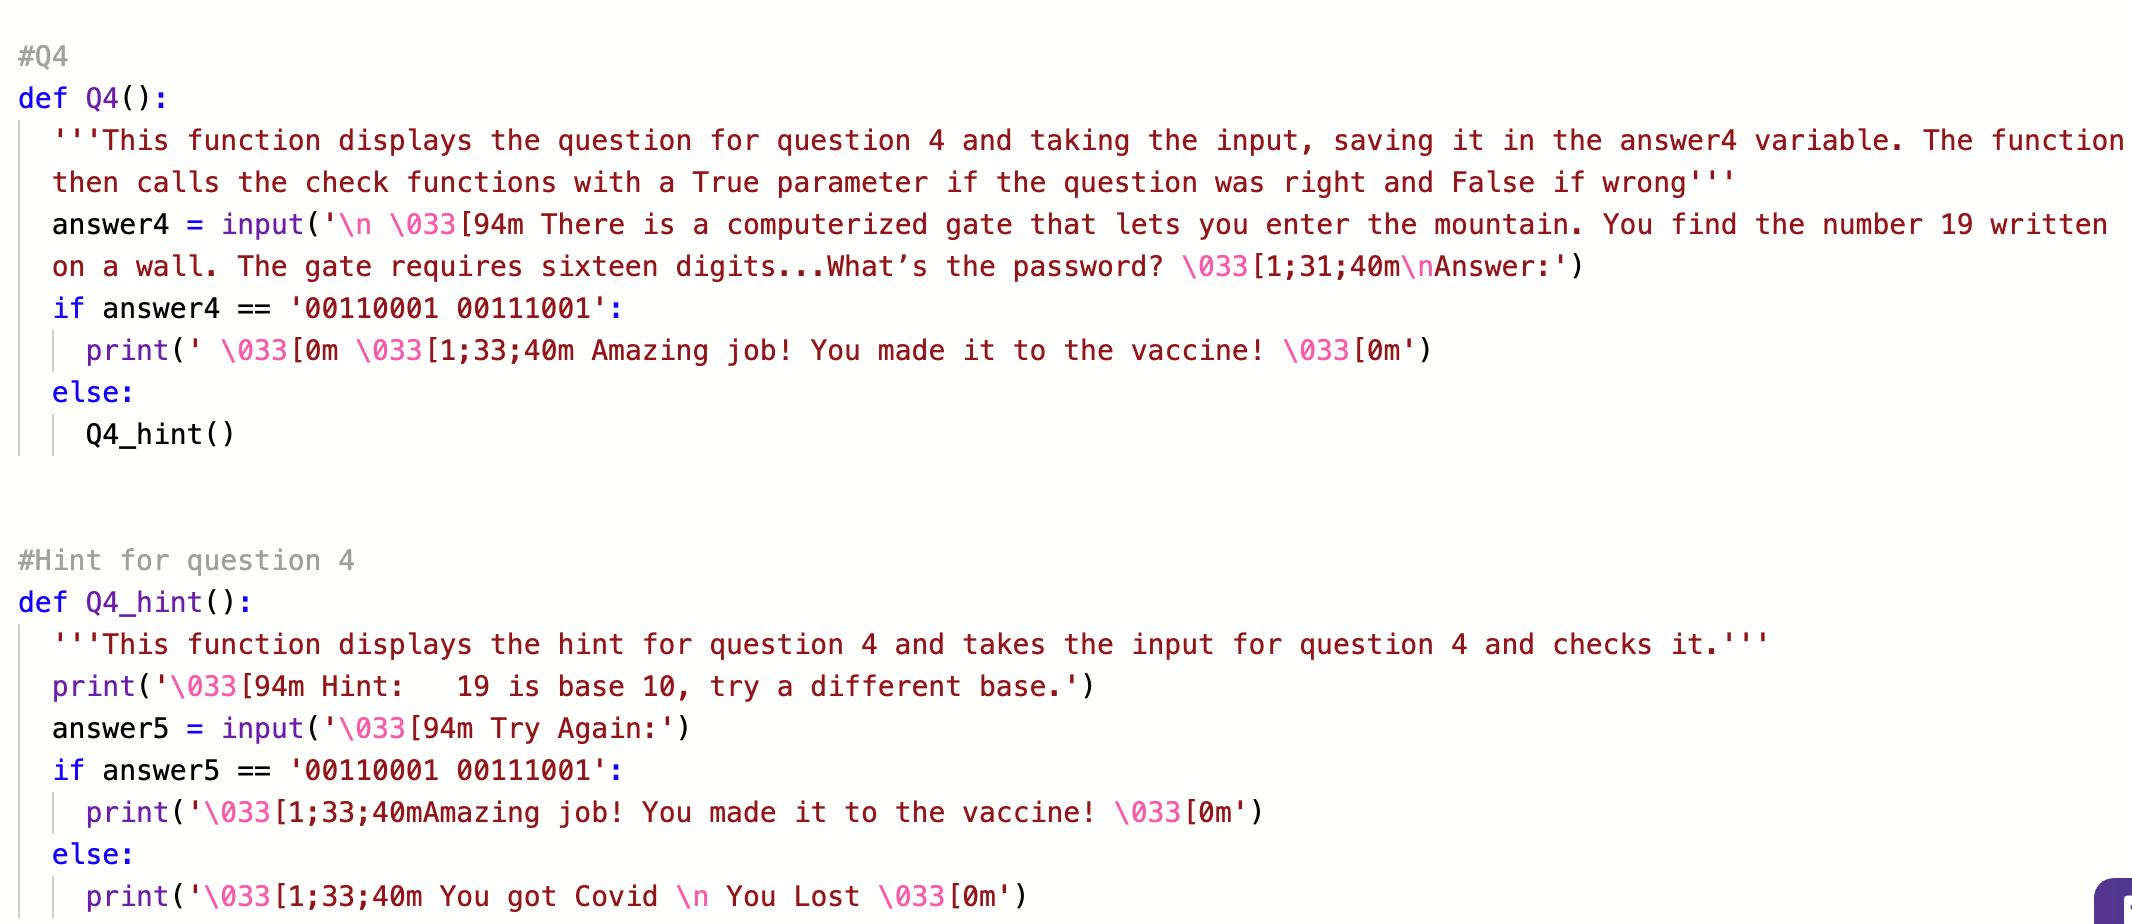 #Q4
def Q4():
'''This function displays the question for question 4 and taking the input, saving it in the answer4 variable. The function
then calls the check functions with a True parameter if the question was right and False if wrong'''
answer4 = input('\n \033[94m There is a computerized gate that lets you enter the mountain. You find the number 19 written
on a wall. The gate requires sixteen digits...What’s the password? \033[1;31;40m\nAnswer:')
if answer4 == '00110001 00111001':
print(' \033[0m \033[1;33;40m Amazing job! You made it to the vaccine! \033[0m')
else:
Q4_hint()
#Hint for question 4
def Q4_hint():
'''This function displays the hint for question 4 and takes the input for question 4 and checks it.'''
print('\033[94m Hint:   19 is base 10, try a different base.')
answer5 = input('\033[94m Try Again:')
if answer5 == '00110001 00111001':
print('\033[1;33;40mAmazing job! You made it to the vaccine! \033[0m')
else:
print('\033[1;33;40m You got Covid \n You Lost \033[0m')